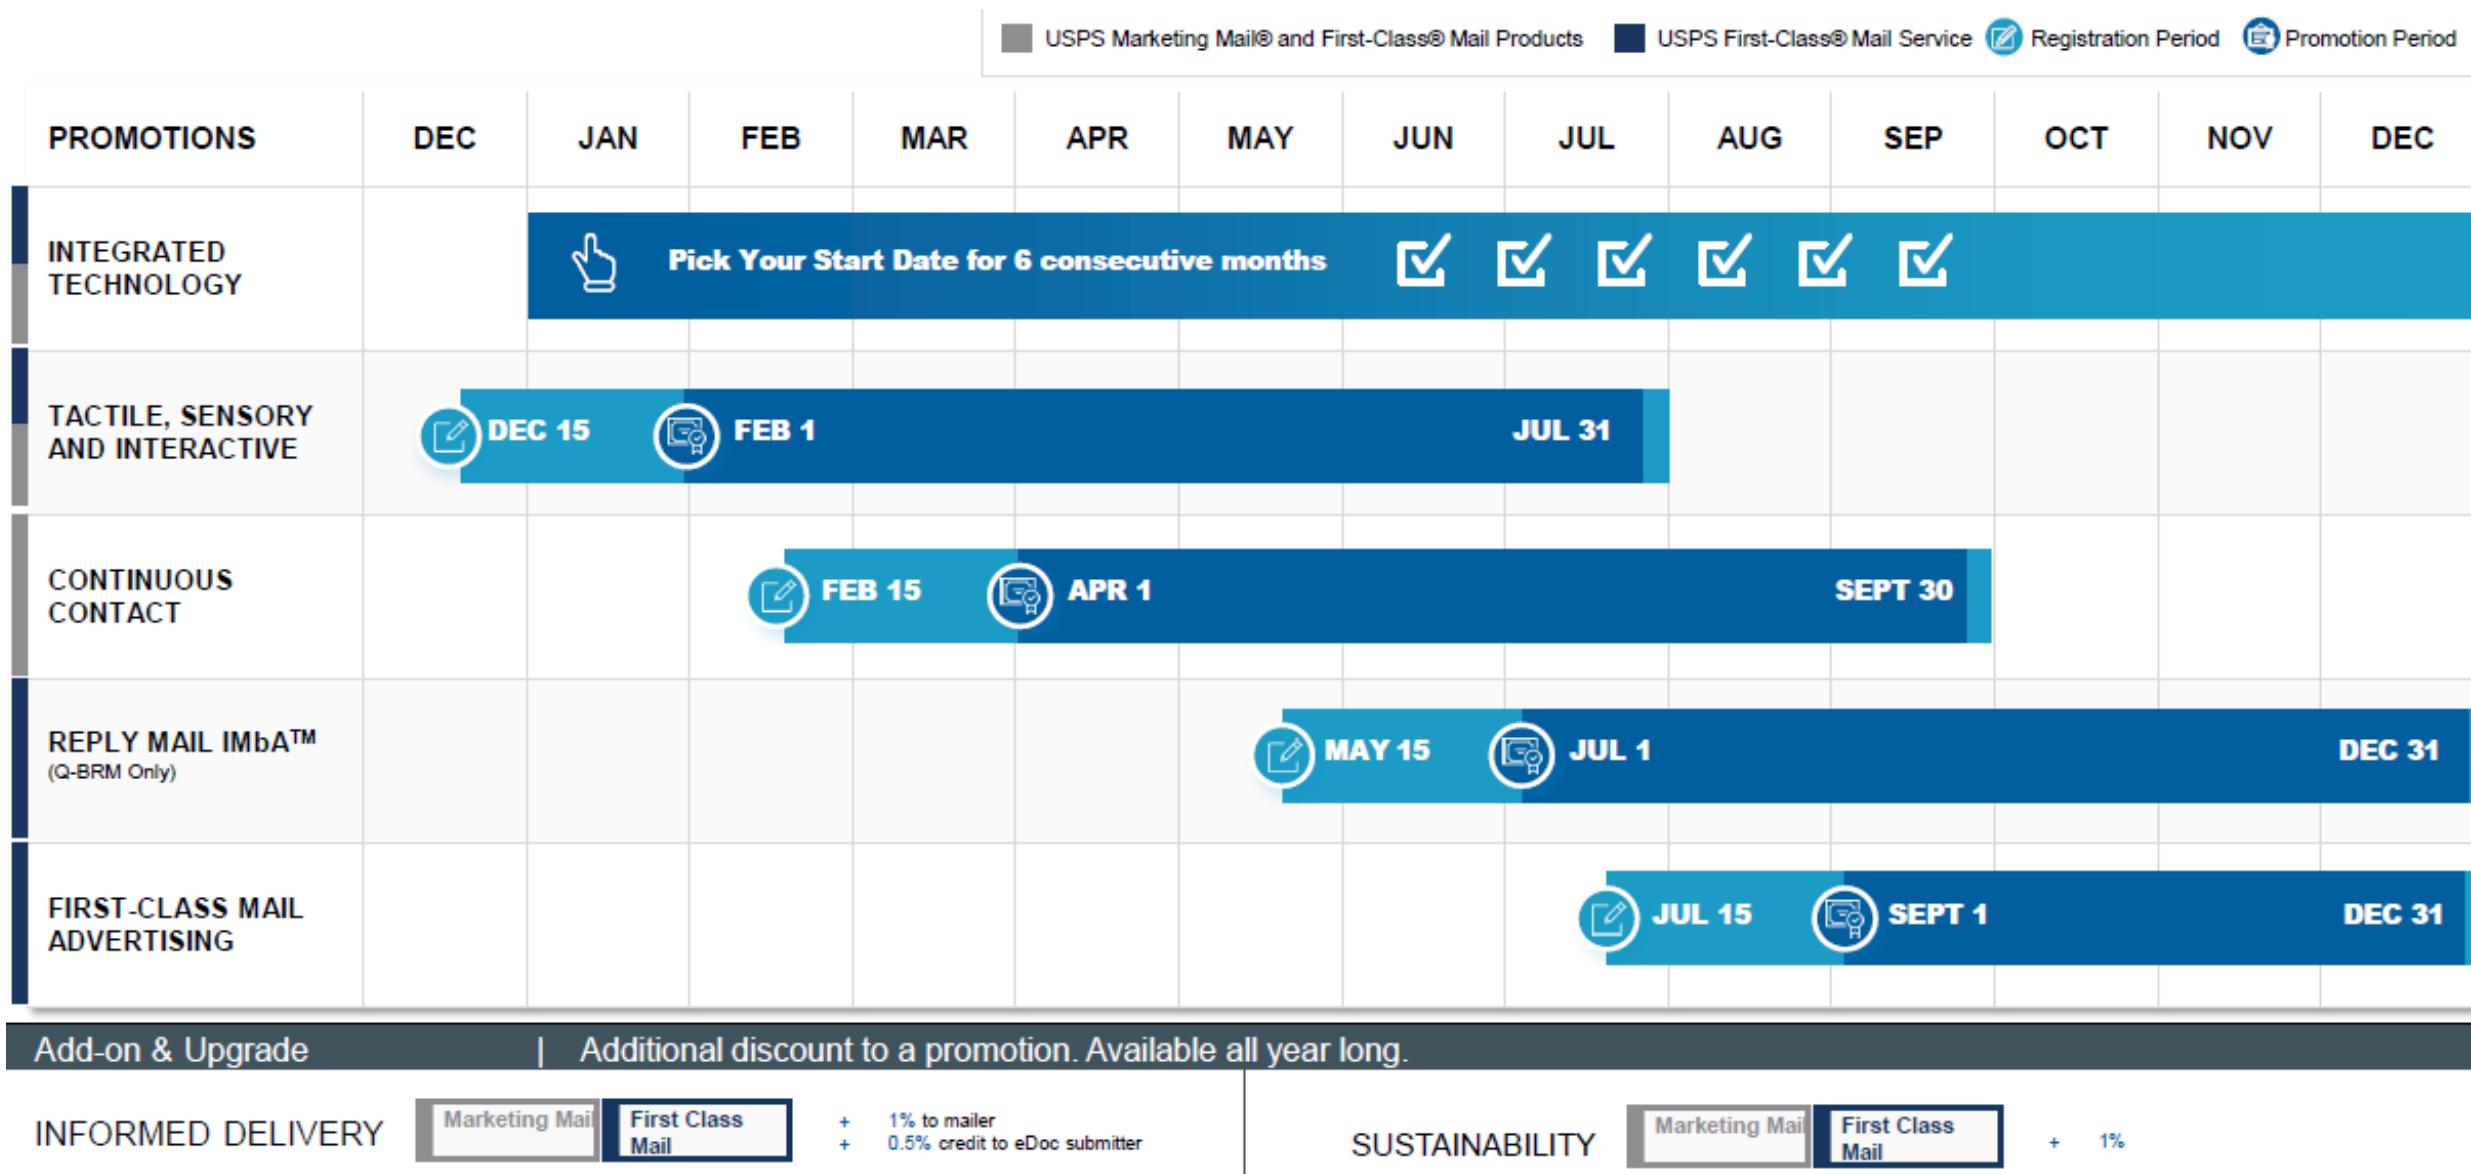 USPS Marketing Mail® and First-Class® Mail Products USPS First-Class® Mail Service Registration Period Promotion Period
PROMOTIONS DEC JAN FEB MAR APR MAY JUN JUL AUG SEP OCT NOV DEC
INTEGRATED
TECHNOLOGY
Pick Your Start Date for 6 consecutive months
TACTILE, SENSORY
AND INTERACTIVE
DEC 15 FEB 1 JUL 31
CONTINUOUS
CONTACT
FEB 15 APR 1 SEPT 30
REPLY MAIL IMbA™
(Q-BRM Only)
MAY 15 JUL 1 DEC 31
FIRST-CLASS MAIL
ADVERTISING
JUL 15 SEPT 1 DEC 31
Add-on & Upgrade | Additional discount to a promotion. Available all year long.
INFORMED DELIVERY
Marketing Mail
First Class
Mail
+ 1% to mailer
+ 0.5% credit to eDoc submitter
SUSTAINABILITY
Marketing Mail
First Class
Mail
+ 1%